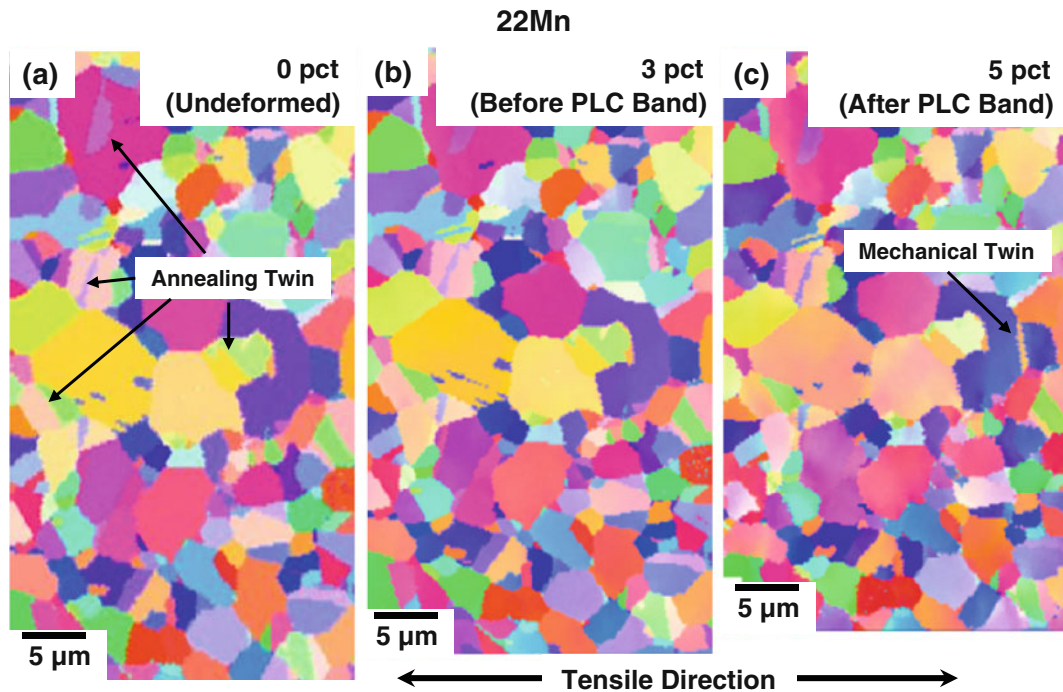 22Mn
(a)
0 pct
(Undeformed)
(b)
3 pct
(Before PLC Band)
(c)
5 pct
(After PLC Band)
Annealing Twin
Mechanical Twin
5 µm
5 µm
5 µm
Tensile Direction